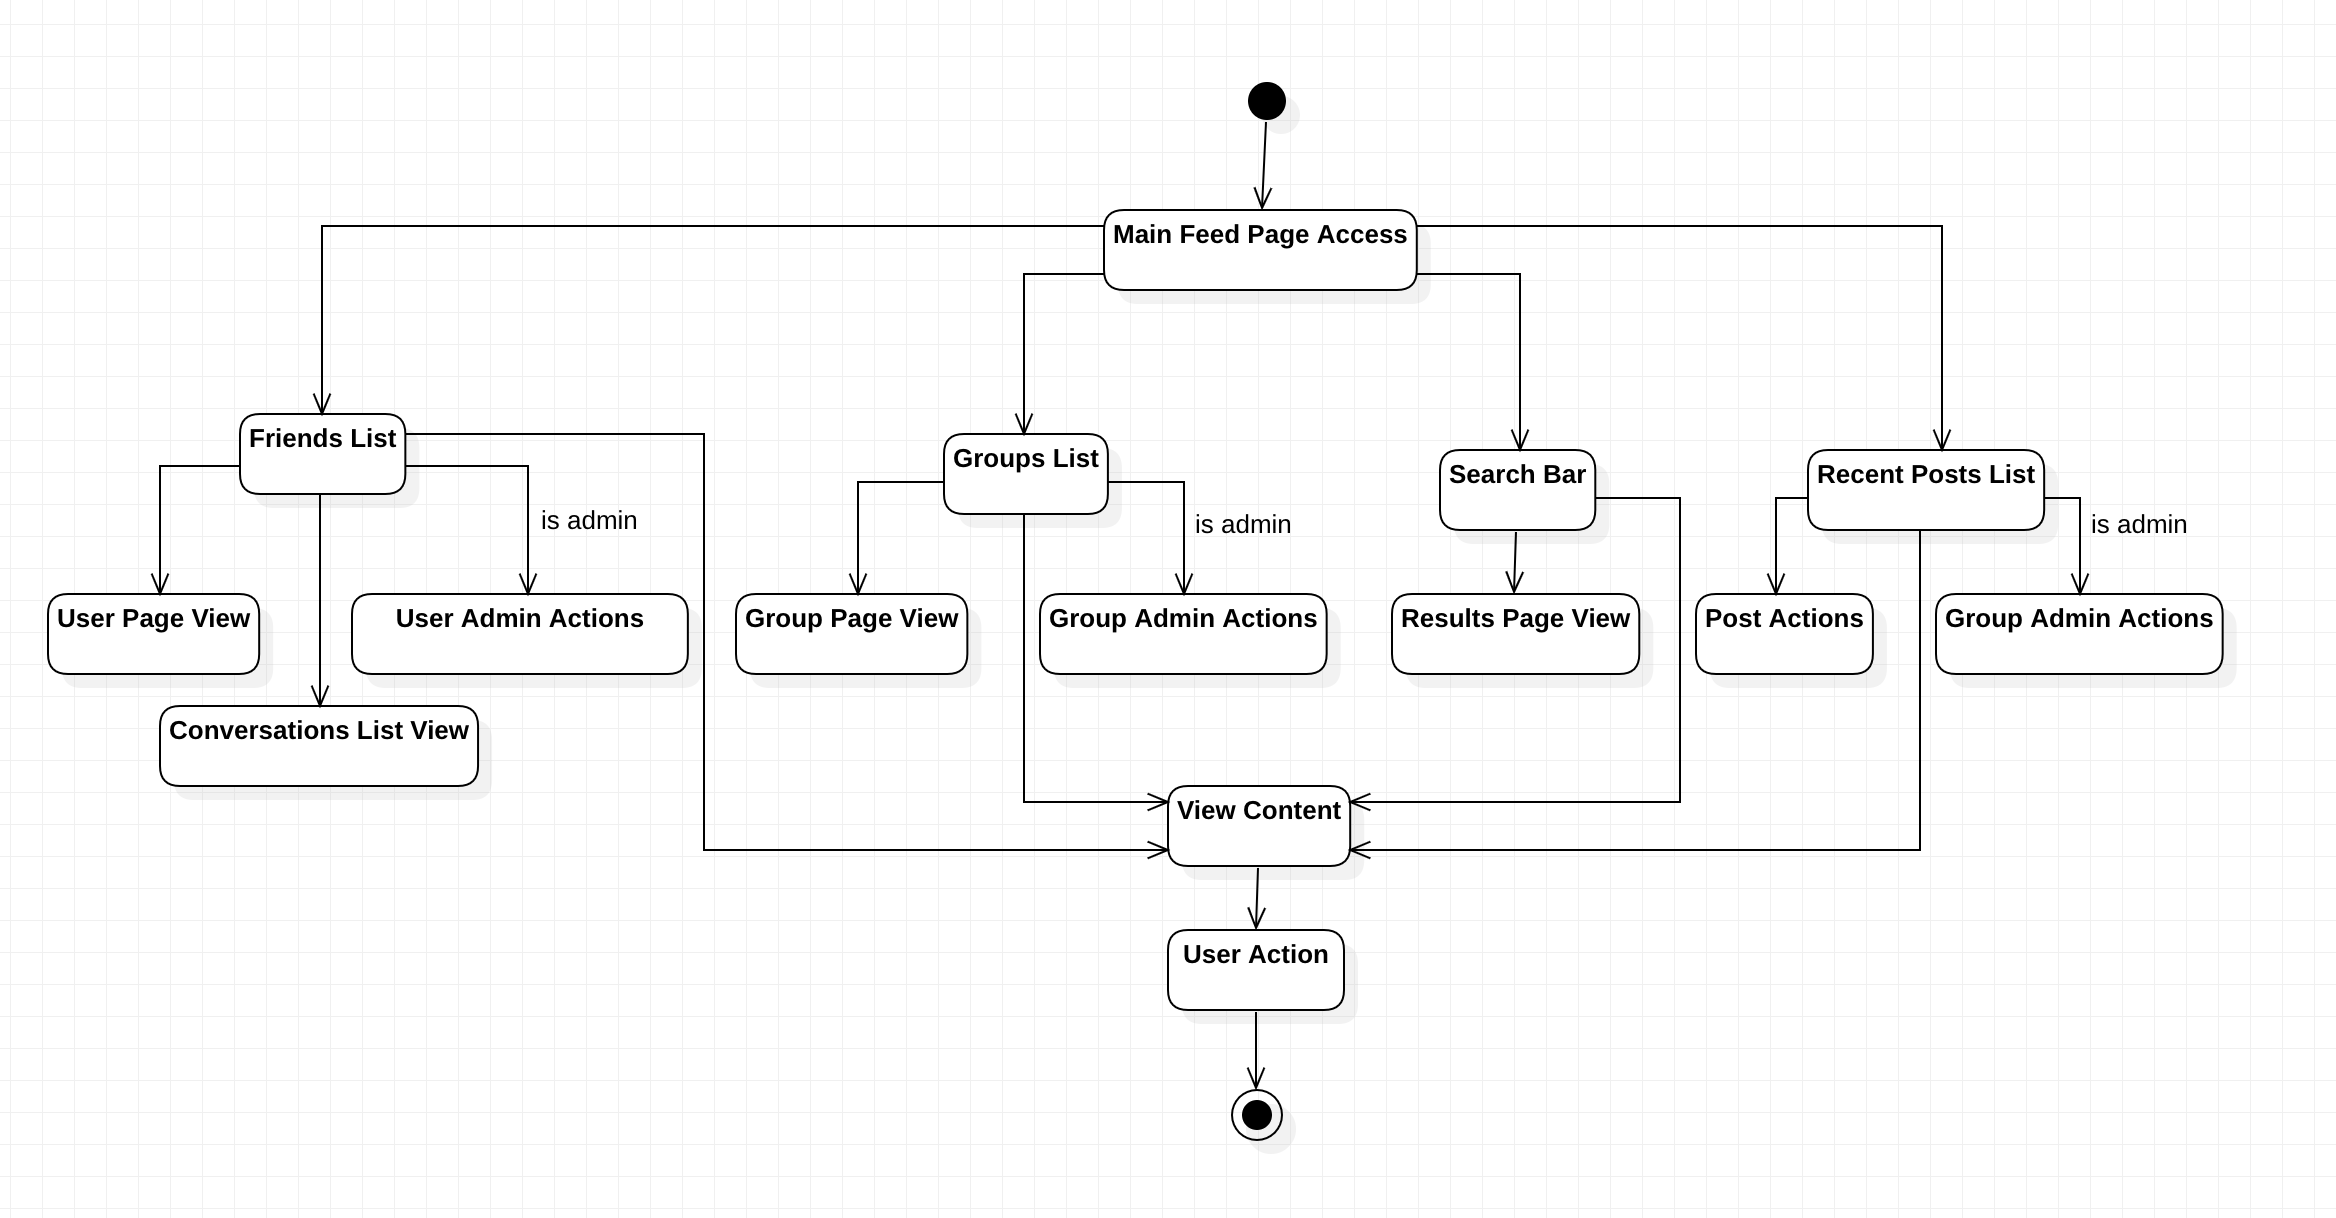 Main Feed Page Access
Friends List
Groups List
Search Bar
Recent Posts List
is admin
is admin
is admin
User Page View
User Admin Actions
Group Page View
Group Admin Actions
Results Page View
Post Actions
Group Admin Actions
Conversations List View
View Content
User Action